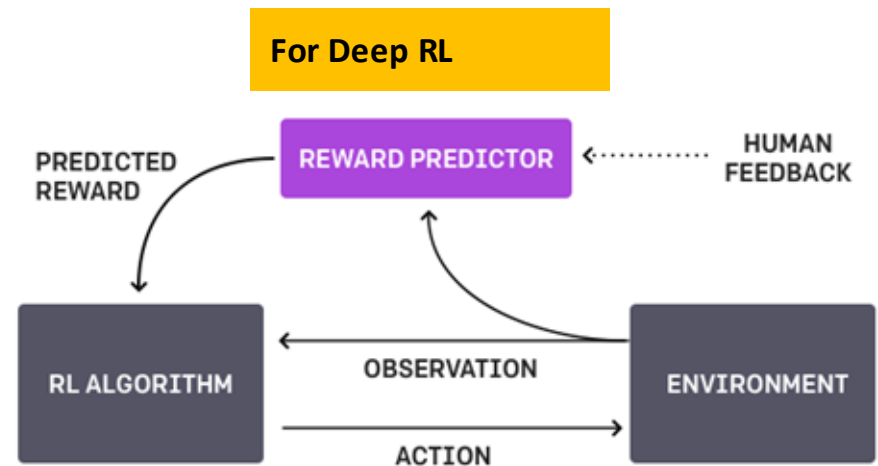 For Deep RL
PREDICTED
REWARD
REWARD PREDICTOR
HUMAN
FEEDBACK
RL ALGORITHM
OBSERVATION
ENVIRONMENT
ACTION